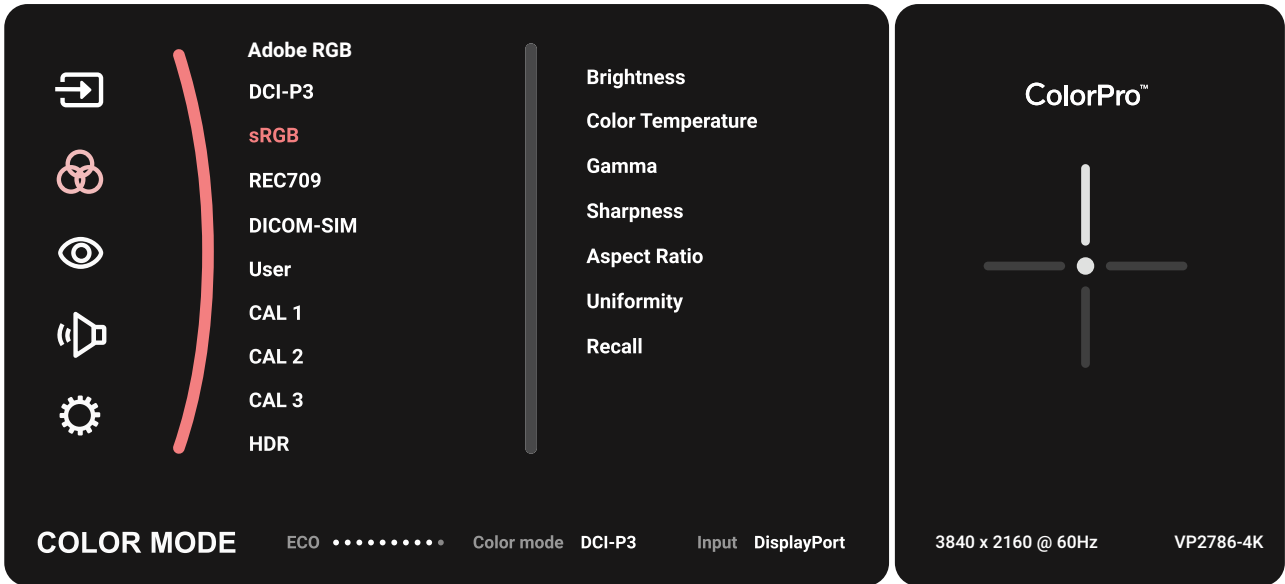 Adobe RGB
DCI-P3
sRGB
REC709
DICOM-SIM
User
CAL 1
CAL 2
CAL 3
HDR
Brightness
Color Temperature
Gamma
Sharpness
Aspect Ratio
Uniformity
Recall
COLOR MODE
ECO
Color mode DCI-P3
Input DisplayPort
ColorPro™
3840 x 2160 @ 60Hz
VP2786-4K